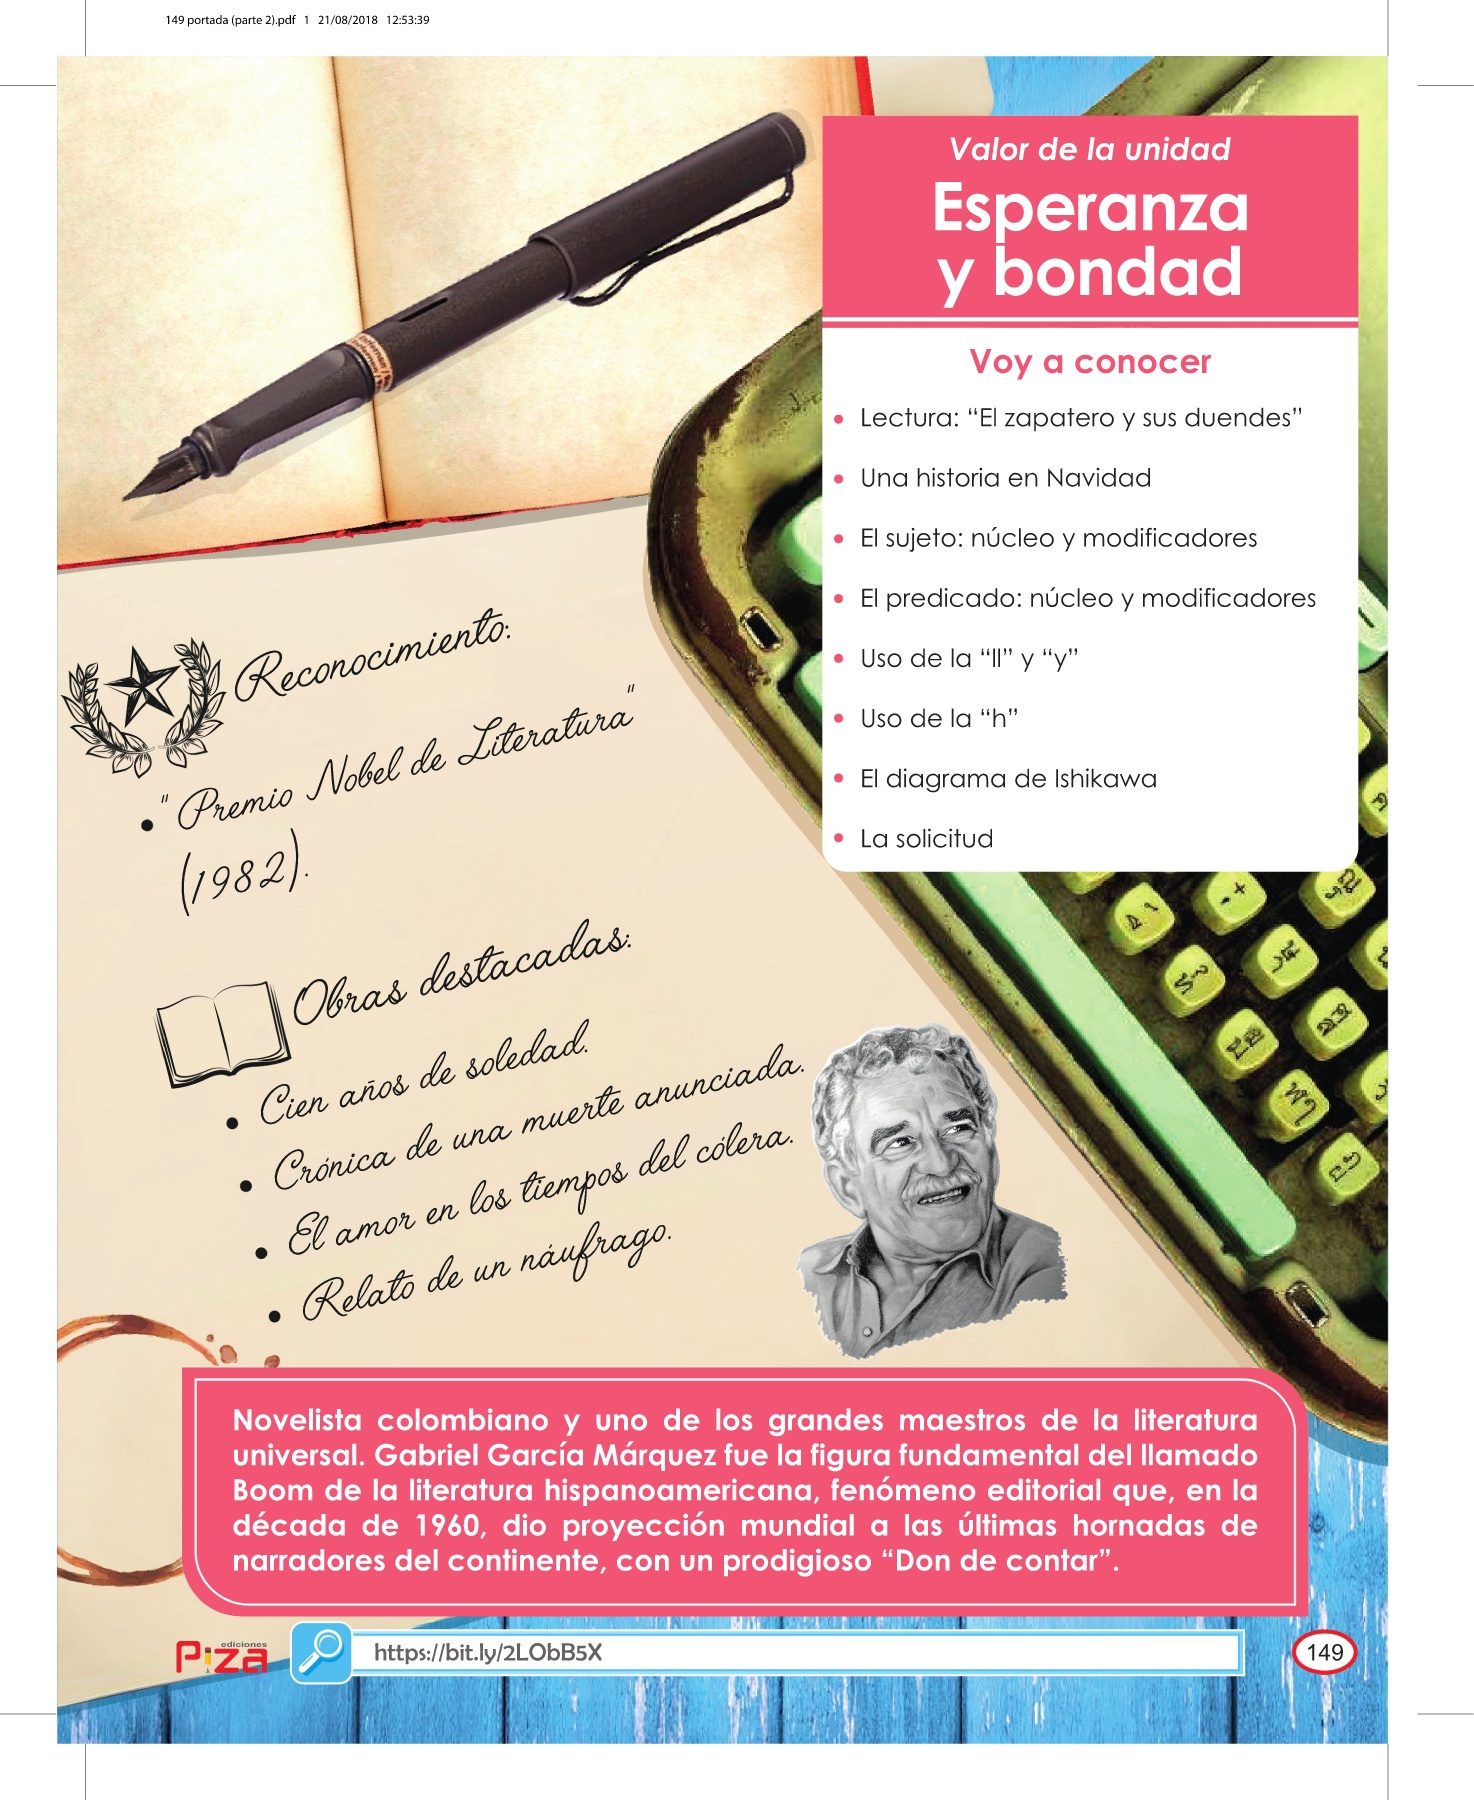 149 portada (parte 2).pdf 1 21/08/2018 12:53:39
Valor de la unidad
Esperanza
y bondad
Voy a conocer
• Lectura: “El zapatero y sus duendes”
• Una historia en Navidad
• El sujeto: núcleo y modificadores
• El predicado: núcleo y modificadores
• Uso de la “ll” y “y”
• Uso de la “h”
• El diagrama de Ishikawa
• La solicitud
Reconocimiento:
• " Premio Nobel de Literatura"
(1982).
Obras destacadas:
• Cien años de soledad.
• Crónica de una muerte anunciada.
• El amor en los tiempos del cólera.
• Relato de un náufrago.
Novelista colombiano y uno de los grandes maestros de la literatura
universal. Gabriel García Márquez fue la figura fundamental del llamado
Boom de la literatura hispanoamericana, fenómeno editorial que, en la
década de 1960, dio proyección mundial a las últimas hornadas de
narradores del continente, con un prodigioso “Don de contar”.
ediciones
Piza
https://bit.ly/2LObB5X
149